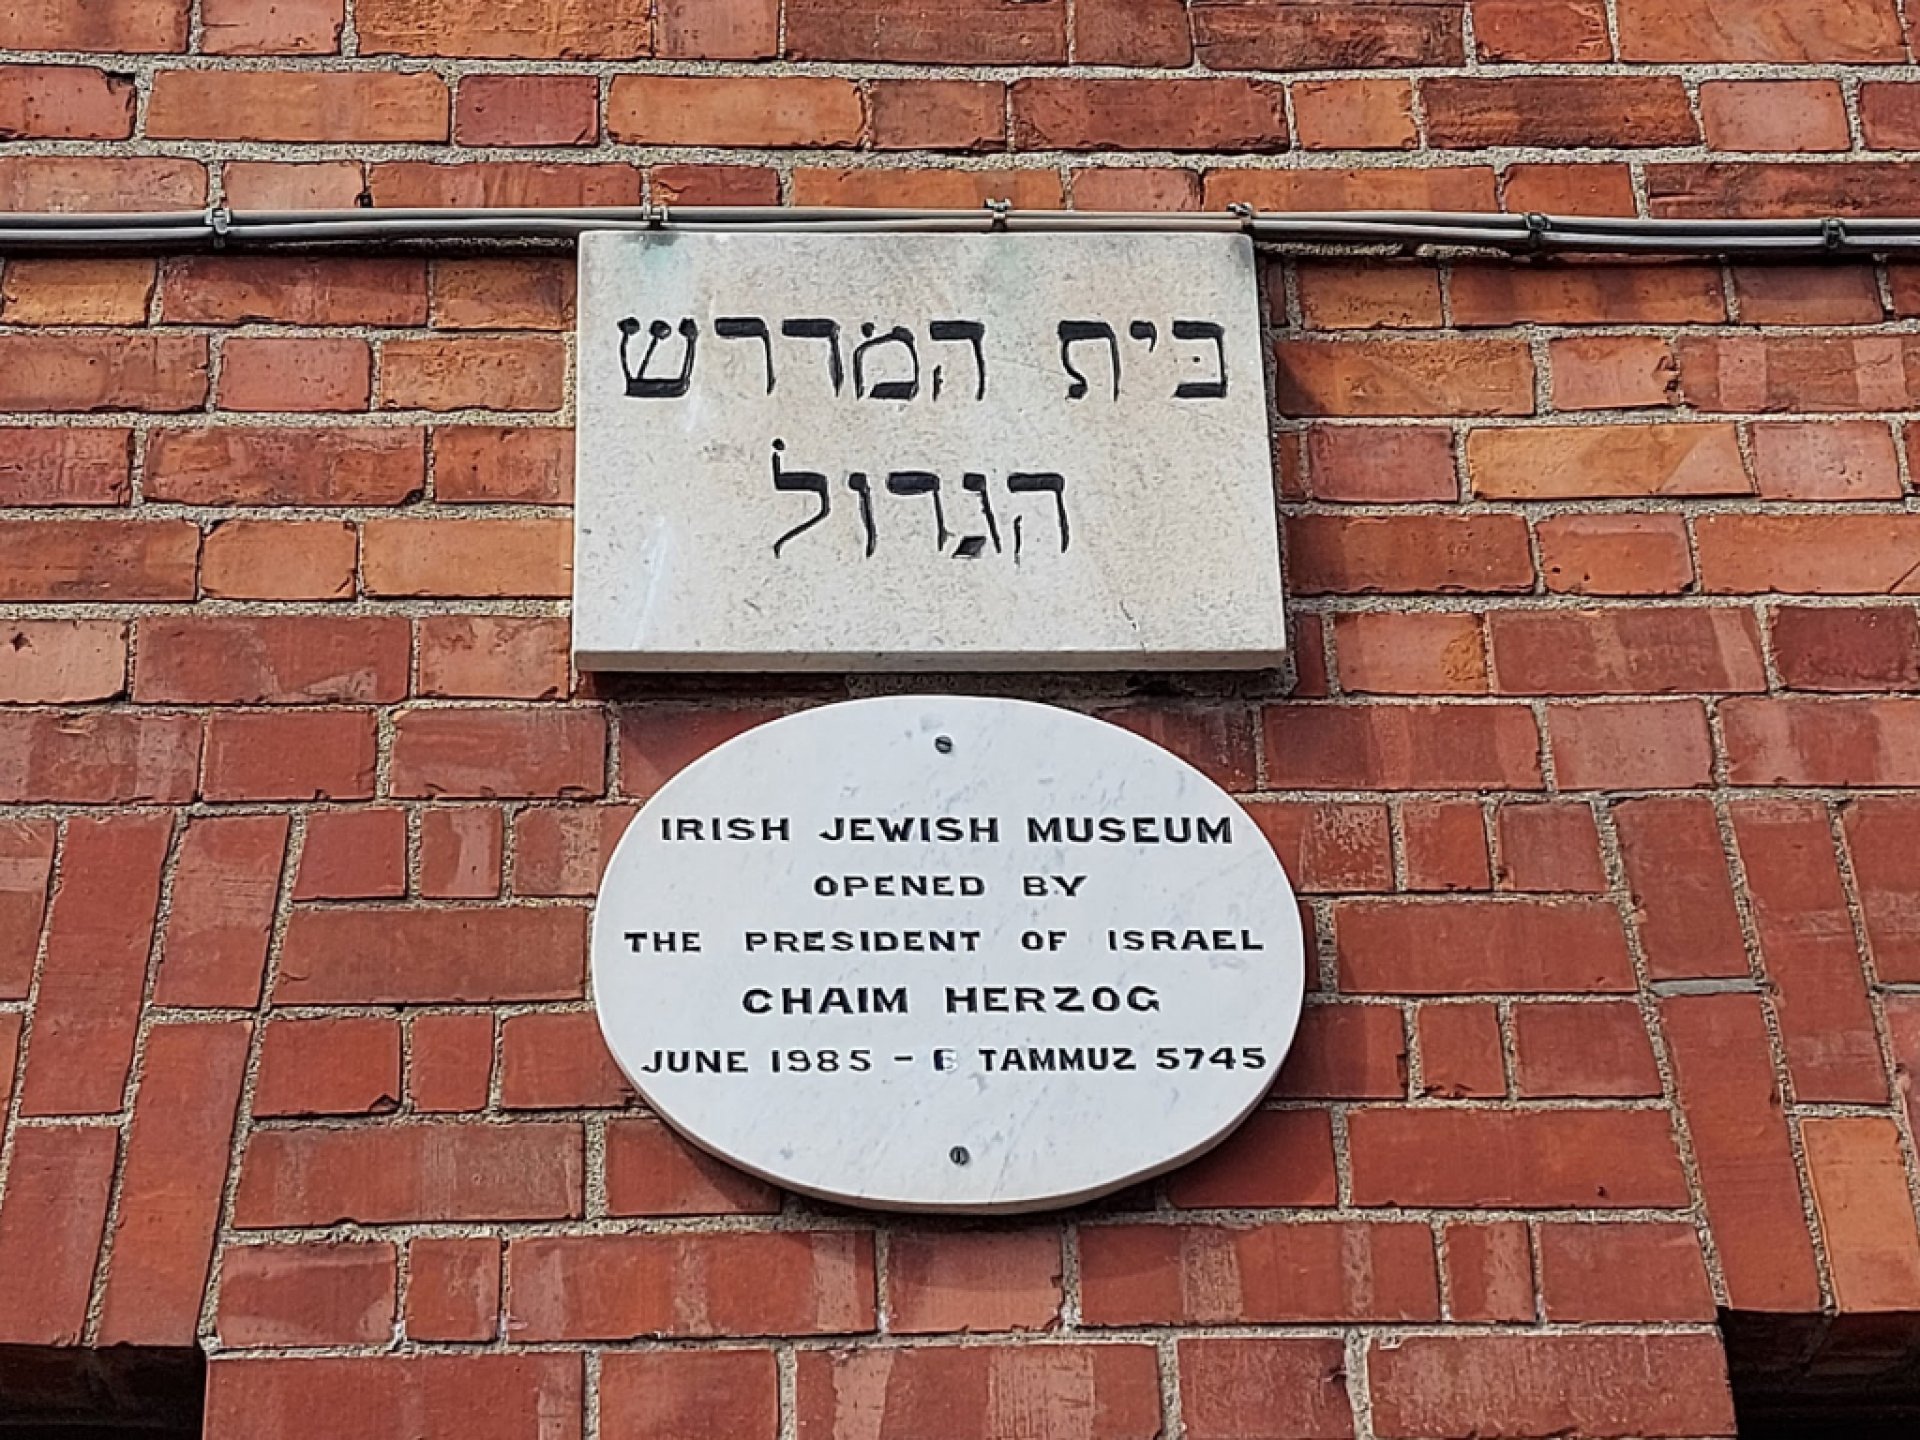 בית המדרש
הגדול
IRISH JEWISH MUSEUM
OPENED BY
THE PRESIDENT OF ISRAEL
CHAIM HERZOG
JUNE 1985 - 6 TAMMUZ 5745